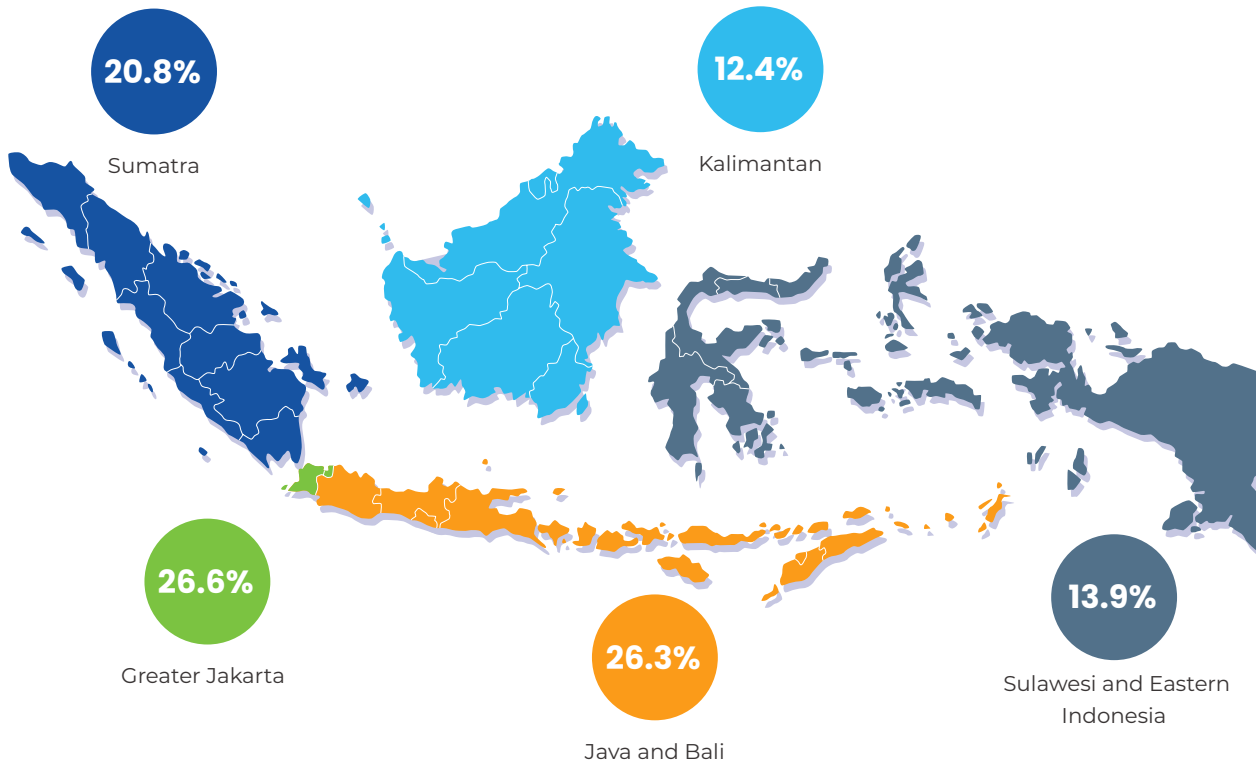 20.8%
Sumatra
12.4%
Kalimantan
26.6%
Greater Jakarta
26.3%
Java and Bali
13.9%
Sulawesi and Eastern
Indonesia